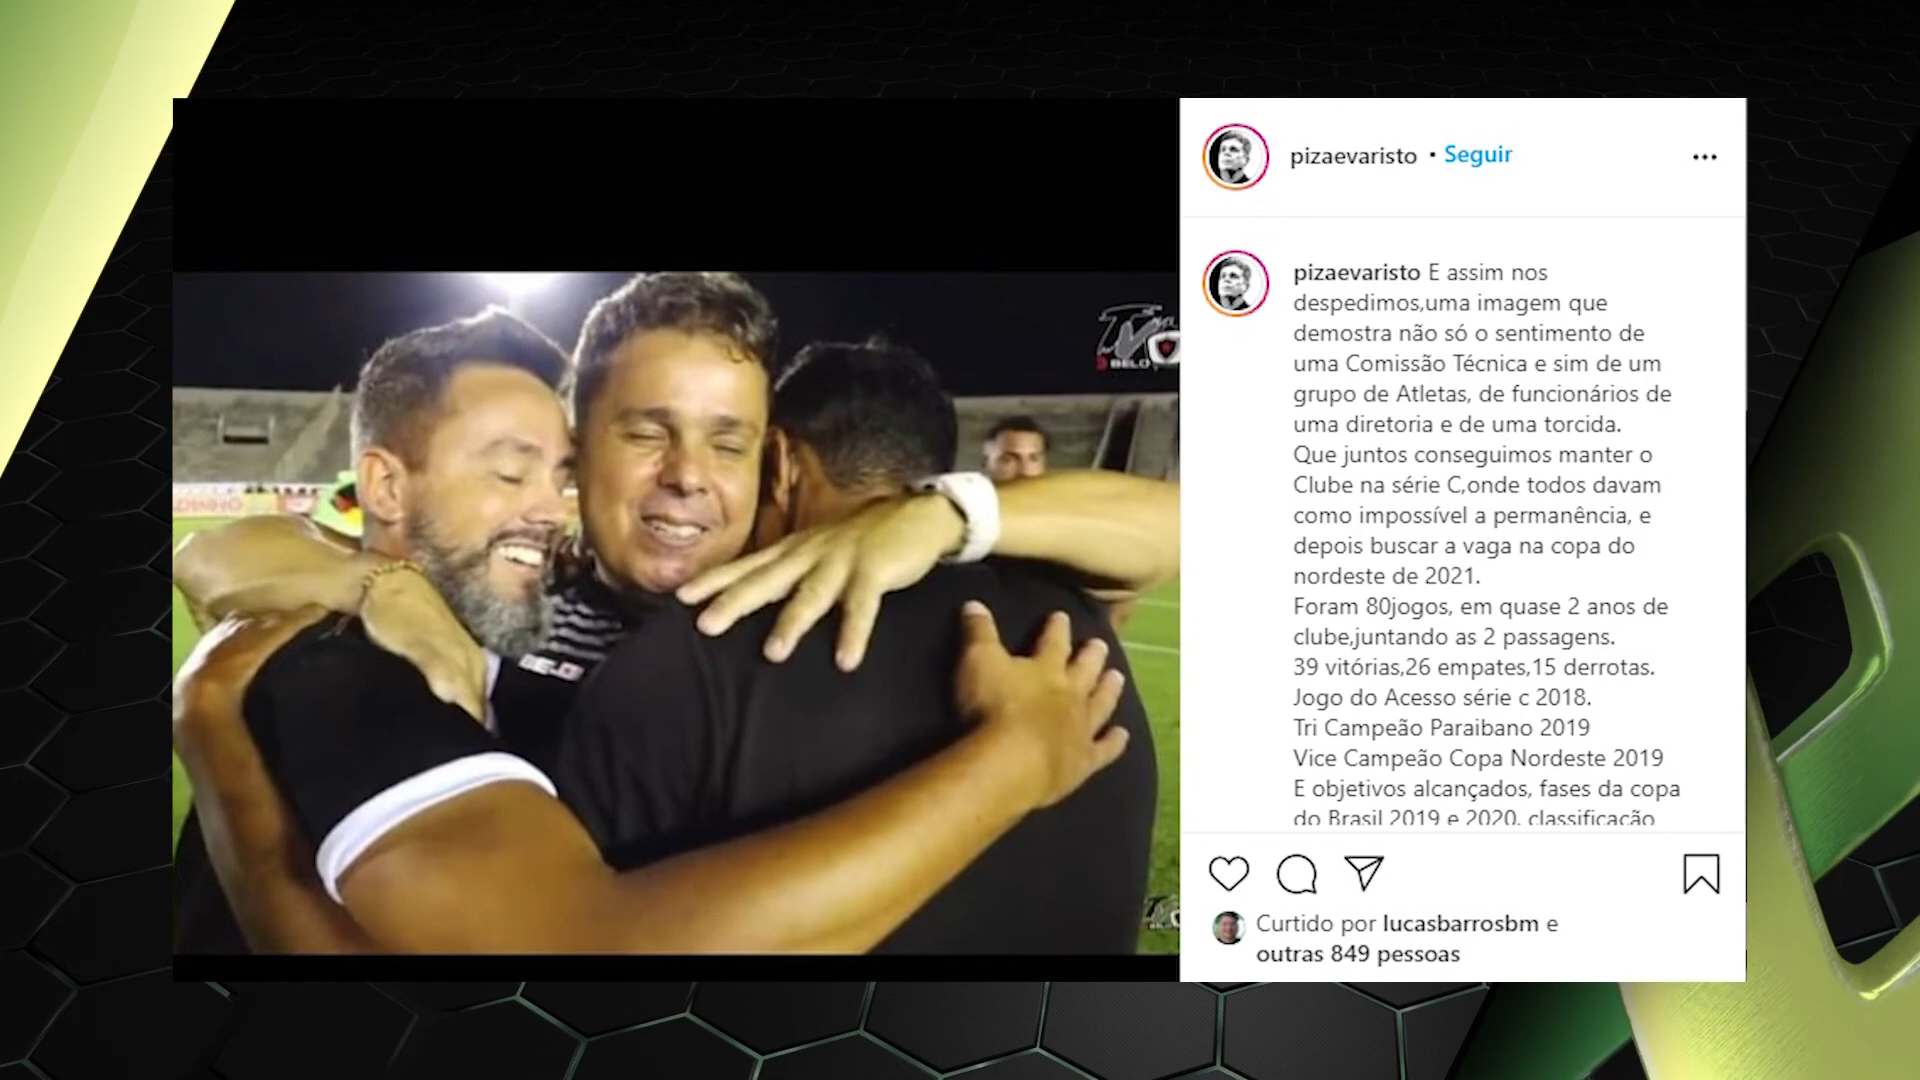 pizaevaristo • Seguir
pizaevaristo E assim nos
despedimos,uma imagem que
demostra não só o sentimento de
uma Comissão Técnica e sim de um
grupo de Atletas, de funcionários de
uma diretoria e de uma torcida.
Que juntos conseguimos manter o
Clube na série C,onde todos davam
como impossível a permanência, e
depois buscar a vaga na copa do
nordeste de 2021.
Foram 80jogos, em quase 2 anos de
clube,juntando as 2 passagens.
39 vitórias,26 empates,15 derrotas.
Jogo do Acesso série c 2018.
Tri Campeão Paraibano 2019
Vice Campeão Copa Nordeste 2019
E objetivos alcançados, fases da copa
do Brasil 2019 e 2020, classificação
Curtido por lucasbarrosbm e
outras 849 pessoas
TV
BELO
BELO